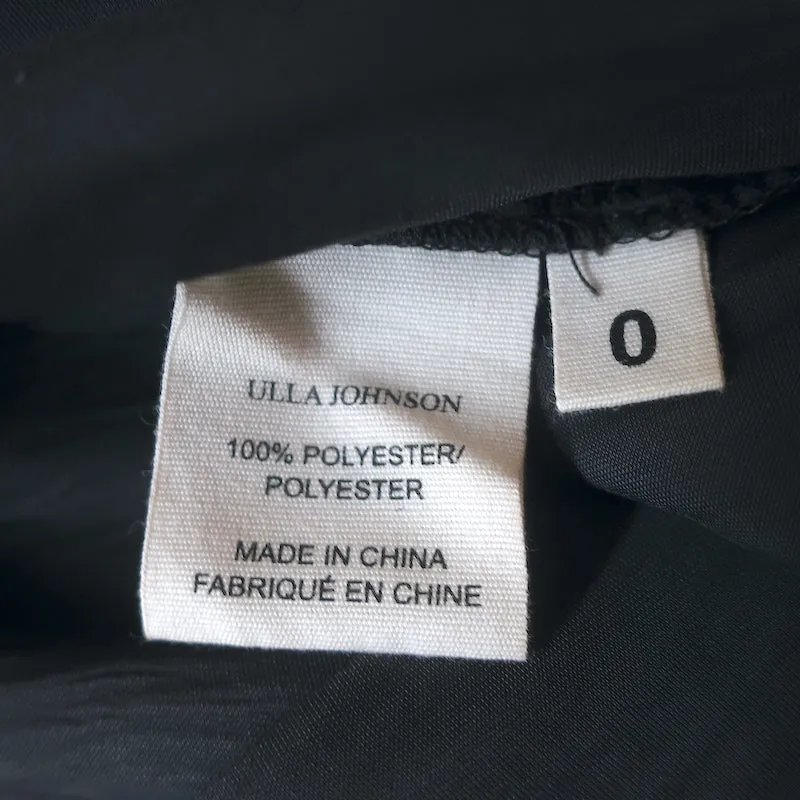 ULLA JOHNSON
100% POLYESTER/
POLYESTER
MADE IN CHINA
FABRIQUÉ EN CHINE
0